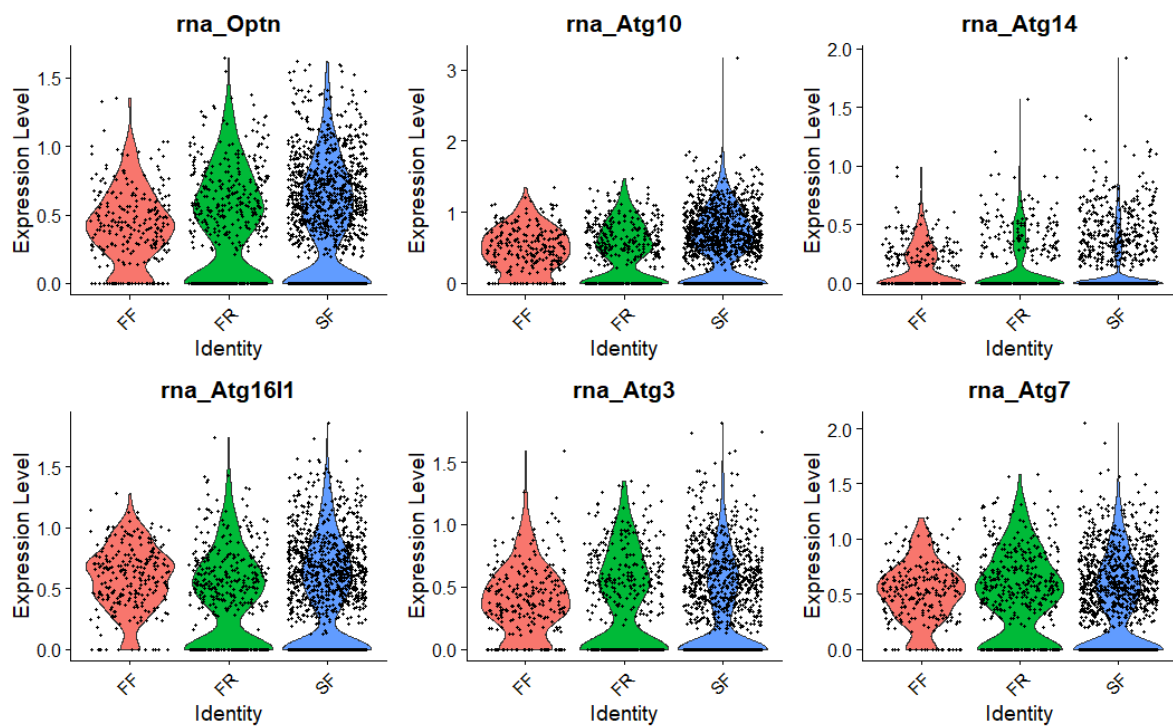 rna_Optn
rna_Atg10
rna_Atg14
Expression Level
1.5
1.0
0.5
0.0
Expression Level
3
2
1
0
Expression Level
2.0
1.5
1.0
0.5
0.0
FF
FR
SF
FF
FR
SF
FF
FR
SF
Identity
Identity
Identity
rna_Atg16l1
rna_Atg3
rna_Atg7
Expression Level
1.5
1.0
0.5
0.0
Expression Level
1.5
1.0
0.5
0.0
Expression Level
2.0
1.5
1.0
0.5
0.0
FF
FR
SF
FF
FR
SF
FF
FR
SF
Identity
Identity
Identity